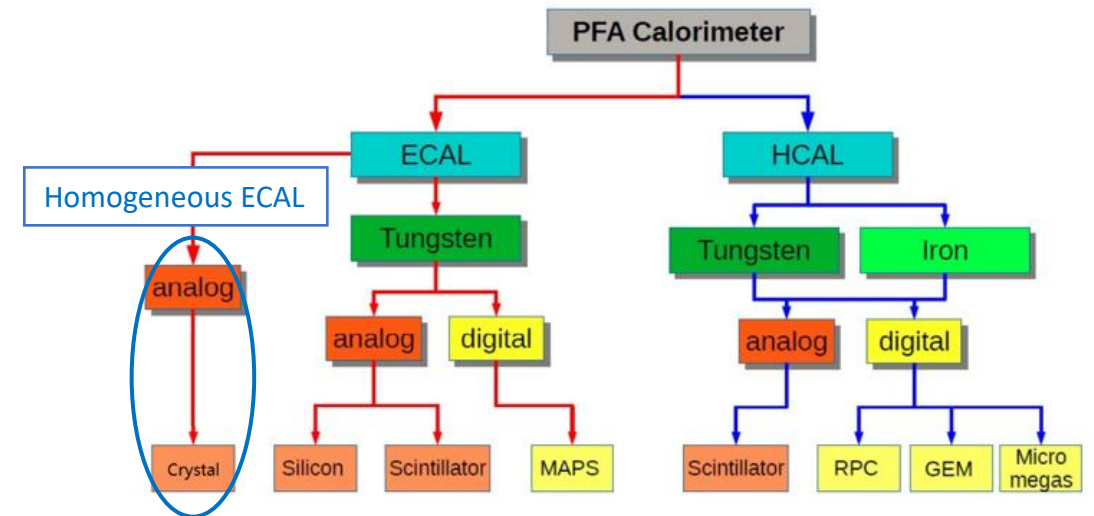 PFA Calorimeter
ECAL
HCAL
Homogeneous ECAL
Tungsten
Tungsten
Iron
analog
analog
digital
analog
digital
Crystal
Silicon
Scintillator
MAPS
Scintillator
RPC
GEM
Micro
megas